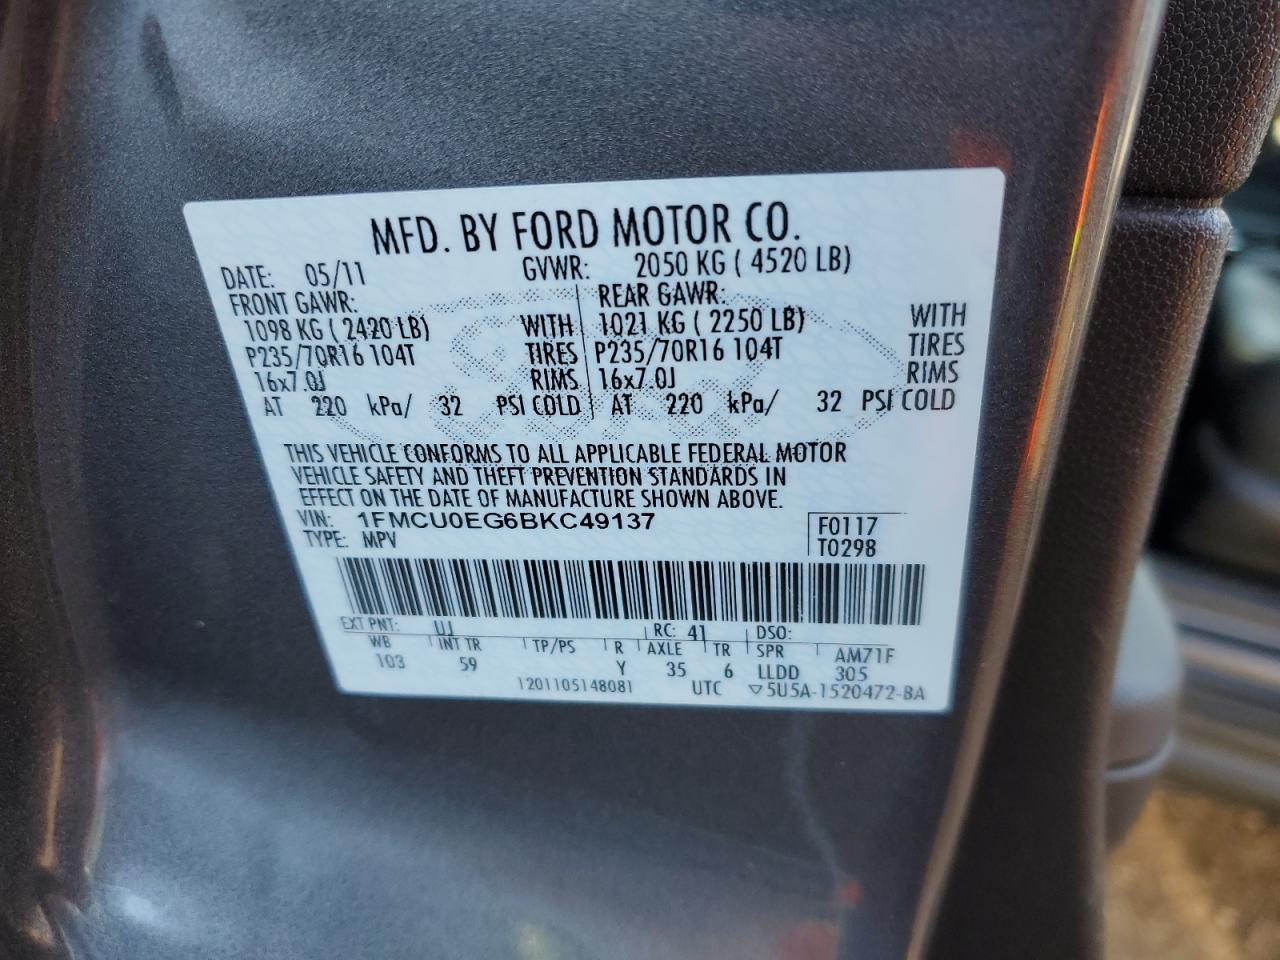 MFD. BY FORD MOTOR CO.
DATE: 05/11 GVWR: 2050 KG ( 4520 LB)
FRONT GAWR: REAR GAWR:
1098 KG ( 2420 LB) WITH 1021 KG ( 2250 LB) WITH
P235/70R16 104T TIRES P235/70R16 104T TIRES
16x7.0J RIMS 16x7.0J RIMS
AT 220 kPa/ 32 PSI COLD AT 220 kPa/ 32 PSI COLD
THIS VEHICLE CONFORMS TO ALL APPLICABLE FEDERAL MOTOR
VEHICLE SAFETY AND THEFT PREVENTION STANDARDS IN
EFFECT ON THE DATE OF MANUFACTURE SHOWN ABOVE.
VIN: 1FMCU0EG6BKC49137 F0117
TYPE: MPV T0298
EXT PNT: UJ RC: 41 DSO:
WB INT TR TP/PS R AXLE TR SPR AM71F
103 59 Y 35 6 LLDD 305
1201105148081 UTC ▽5U5A-1520472-BA